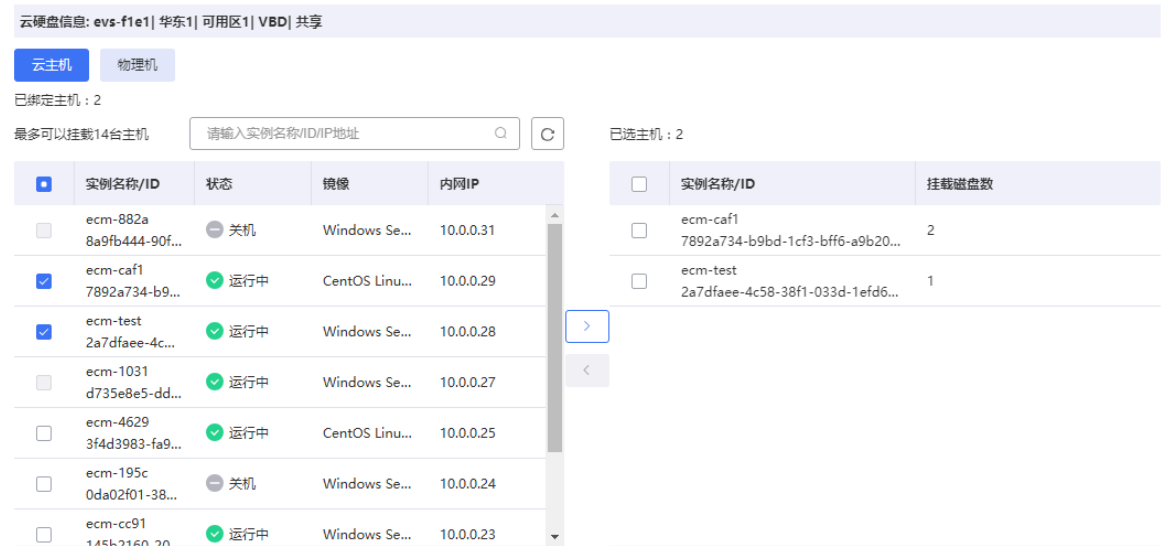 云硬盘信息: evs-f1e1| 华东1| 可用区1| VBD| 共享
云主机 物理机
已绑定主机：2
最多可以挂载14台主机 请输入实例名称/ID/IP地址 已选主机：2
实例名称/ID 状态 镜像 内网IP 实例名称/ID 挂载磁盘数
ecm-882a
8a9fb444-90f... 关机 Windows Se... 10.0.0.31
ecm-caf1
7892a734-b9bd-1cf3-bff6-a9b20... 2
ecm-caf1
7892a734-b9... 运行中 CentOS Linu... 10.0.0.29
ecm-test
2a7dfaee-4c58-38f1-033d-1efd6... 1
ecm-test
2a7dfaee-4c... 运行中 Windows Se... 10.0.0.28
ecm-1031
d735e8e5-dd... 运行中 Windows Se... 10.0.0.27
ecm-4629
3f4d3983-fa9... 运行中 CentOS Linu... 10.0.0.25
ecm-195c
0da02f01-38... 关机 Windows Se... 10.0.0.24
ecm-cc91
运行中 Windows Se... 10.0.0.23